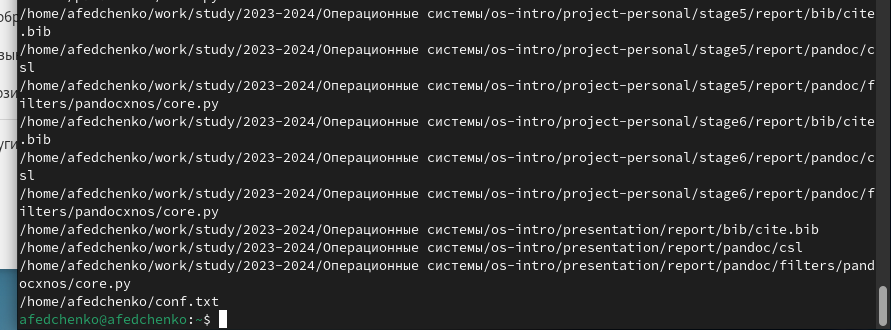 /home/afedchenko/work/study/2023-2024/Операционные системы/os-intro/project-personal/stage5/report/bib/cite
.bib
/home/afedchenko/work/study/2023-2024/Операционные системы/os-intro/project-personal/stage5/report/pandoc/c
sl
/home/afedchenko/work/study/2023-2024/Операционные системы/os-intro/project-personal/stage5/report/pandoc/f
ilters/pandocxnos/core.py
/home/afedchenko/work/study/2023-2024/Операционные системы/os-intro/project-personal/stage6/report/bib/cite
.bib
/home/afedchenko/work/study/2023-2024/Операционные системы/os-intro/project-personal/stage6/report/pandoc/c
sl
/home/afedchenko/work/study/2023-2024/Операционные системы/os-intro/project-personal/stage6/report/pandoc/f
ilters/pandocxnos/core.py
/home/afedchenko/work/study/2023-2024/Операционные системы/os-intro/presentation/report/bib/cite.bib
/home/afedchenko/work/study/2023-2024/Операционные системы/os-intro/presentation/report/pandoc/csl
/home/afedchenko/work/study/2023-2024/Операционные системы/os-intro/presentation/report/pandoc/filters/pand
ocxnos/core.py
/home/afedchenko/conf.txt
afedchenko@afedchenko:~$